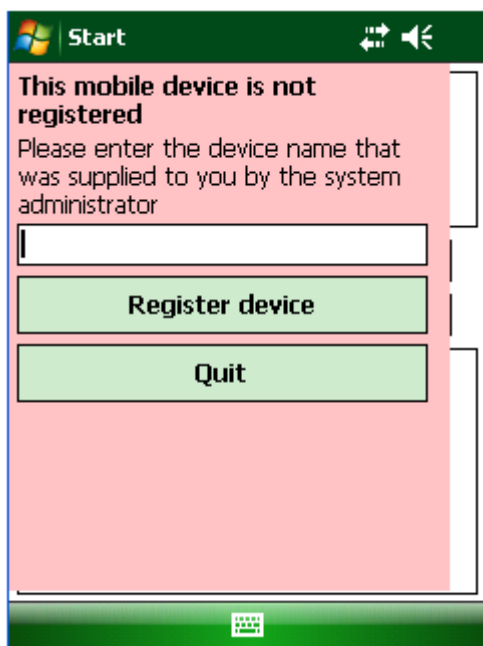 Start
This mobile device is not
registered
Please enter the device name that
was supplied to you by the system
administrator
Register device
Quit